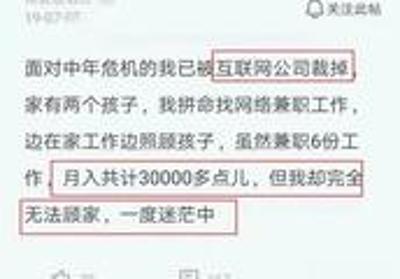 19-07-07
关注此帖
面对中年危机的我已被互联网公司裁掉,
家有两个孩子，我拼命找网络兼职工作，
边在家工作边照顾孩子，虽然兼职6份工
作，月入共计30000多点儿，但我却完全
无法顾家，一度迷茫中